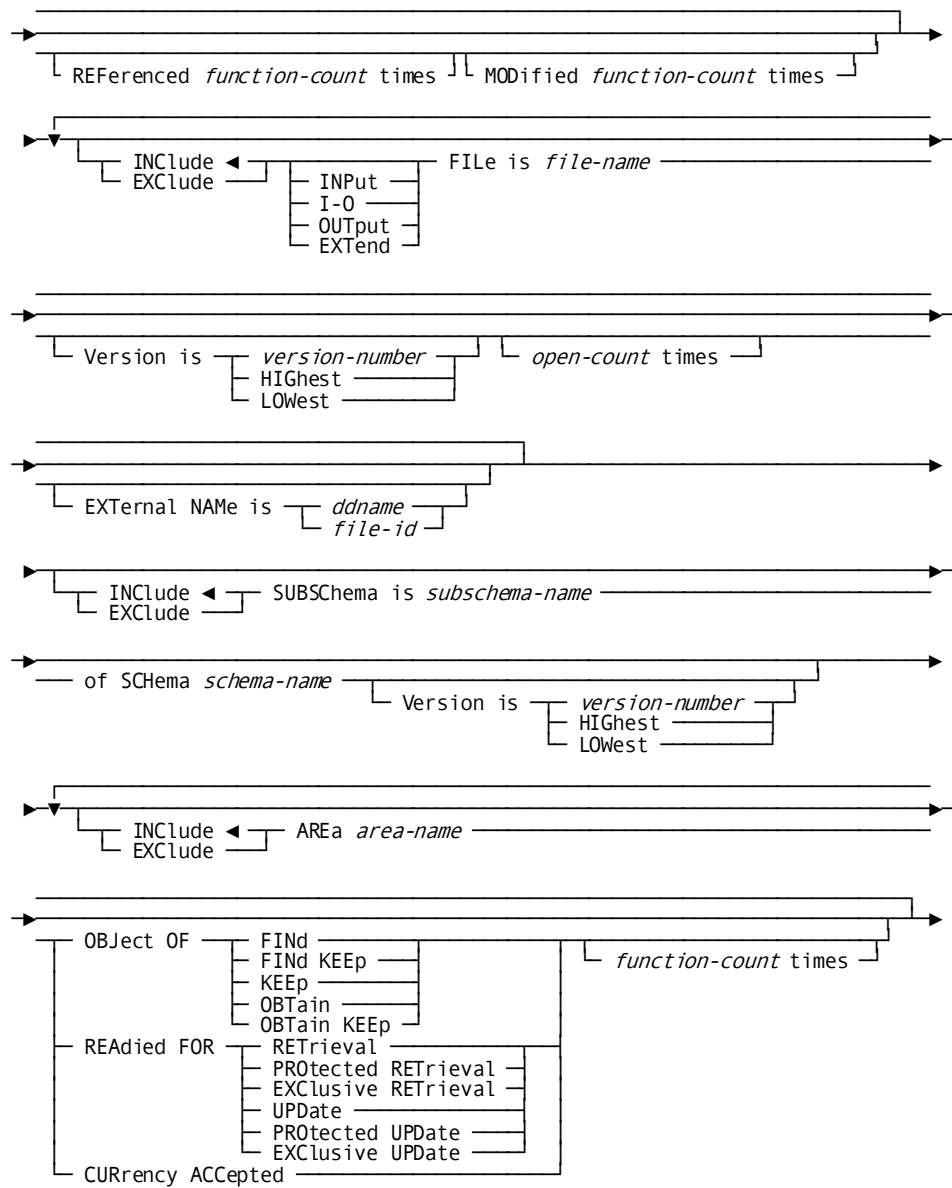 REFerenced function-count times MODified function-count times
INClude FILe is file-name
EXClude INPut
I-O
OUTput
EXTend
Version is version-number open-count times
HIGhest
LOWest
EXTernal NAMe is ddname
file-id
INClude SUBSChema is subschema-name
EXClude
of SCHema schema-name
Version is version-number
HIGhest
LOWest
INClude AREa area-name
EXClude
OBJect OF FINd
function-count times
FINd KEEp
KEEp
OBTain
OBTain KEEp
REAdied FOR RETrieval
PROtected RETrieval
EXClusive RETrieval
UPDate
PROtected UPDate
EXClusive UPDate
CURrency ACCepted